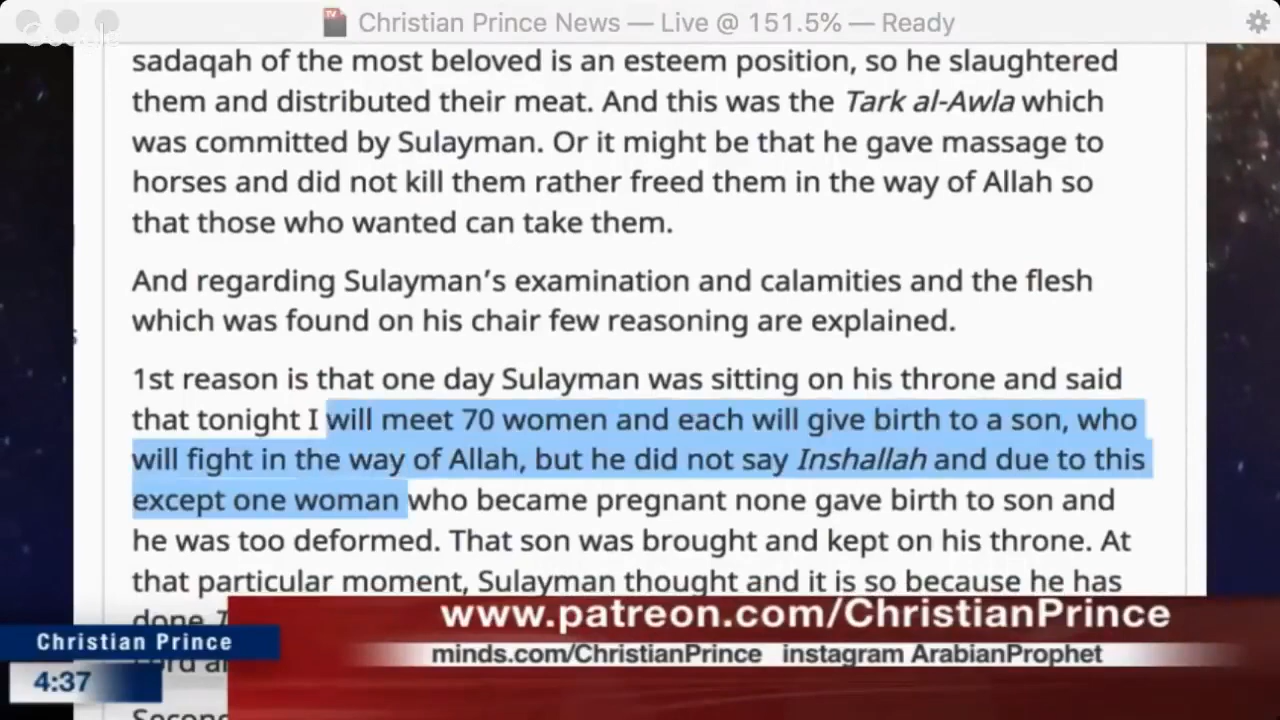 Christian Prince News — Live @ 151.5% — Ready
sadaqah of the most beloved is an esteem position, so he slaughtered
them and distributed their meat. And this was the Tark al-Awla which
was committed by Sulayman. Or it might be that he gave massage to
horses and did not kill them rather freed them in the way of Allah so
that those who wanted can take them.
And regarding Sulayman’s examination and calamities and the flesh
which was found on his chair few reasoning are explained.
1st reason is that one day Sulayman was sitting on his throne and said
that tonight I will meet 70 women and each will give birth to a son, who
will fight in the way of Allah, but he did not say Inshallah and due to this
except one woman who became pregnant none gave birth to son and
he was too deformed. That son was brought and kept on his throne. At
that particular moment, Sulayman thought and it is so because he has
done
www.patreon.com/ChristianPrince
Christian Prince
minds.com/ChristianPrince instagram ArabianProphet
4:37